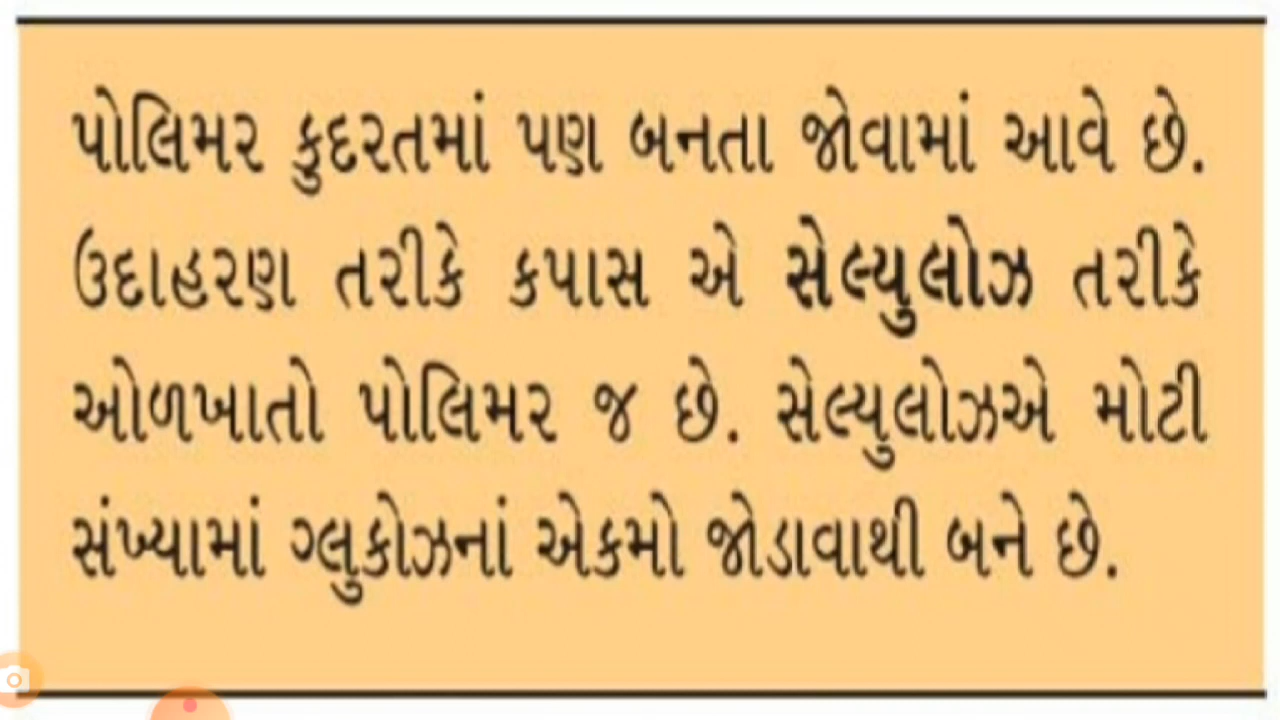 પોલિમર કુદરતમાં પણ બનતા જોવામાં આવે છે.
ઉદાહરણ તરીકે કપાસ એ સેલ્યુલોઝ તરીકે
ઓળખાતો પોલિમર જ છે. સેલ્યુલોઝએ મોટી
સંખ્યામાં ગ્લુકોઝનાં એકમો જોડાવાથી બને છે.